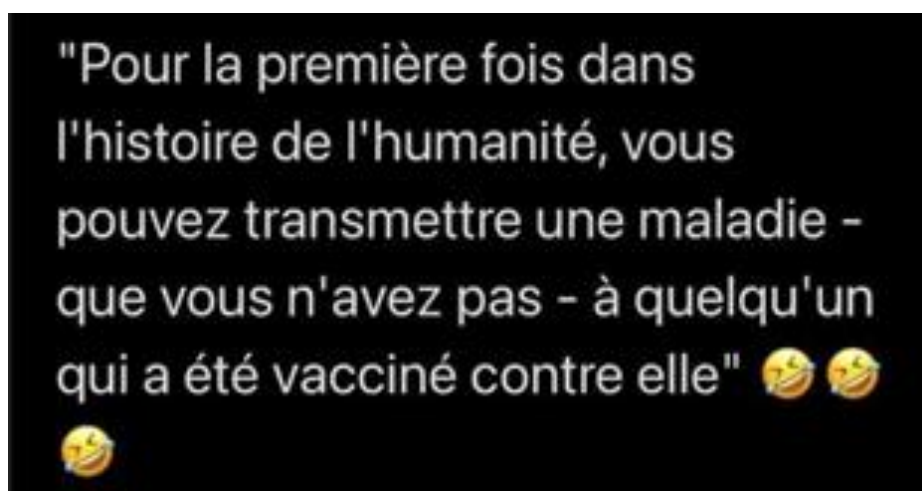 "Pour la première fois dans
l'histoire de l'humanité, vous
pouvez transmettre une maladie -
que vous n'avez pas - à quelqu'un
qui a été vacciné contre elle" 🤣🤣
🤣